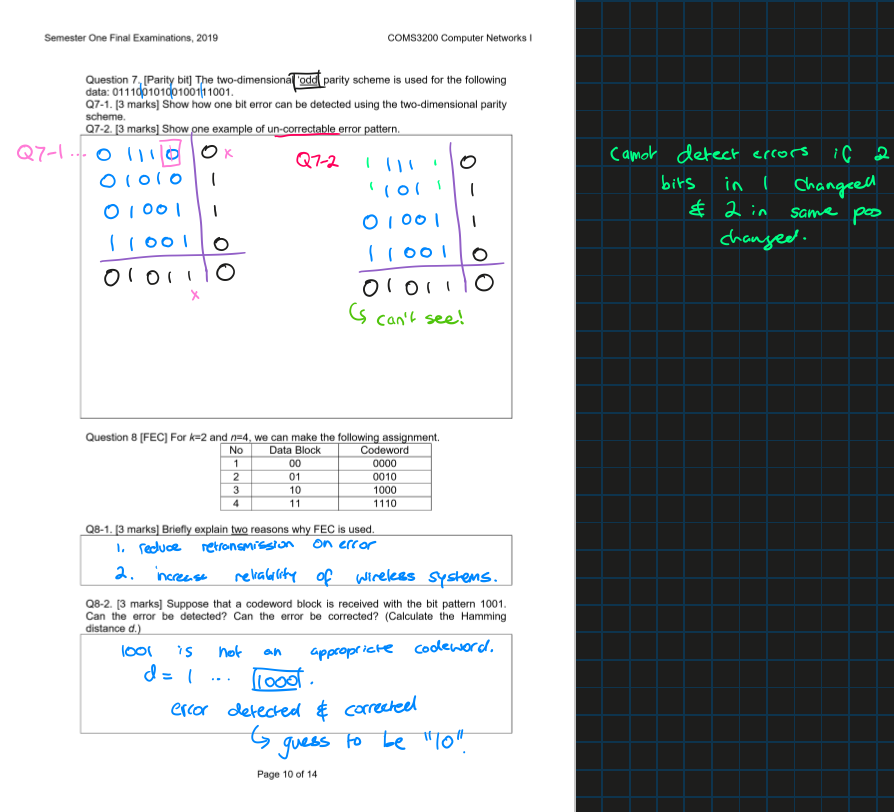 Semester One Final Examinations, 2019 COMS3200 Computer Networks I
Question 7. [Parity bit] The two-dimensional 'odd' parity scheme is used for the following
data: 01110010100100111001.
Q7-1. [3 marks] Show how one bit error can be detected using the two-dimensional parity
scheme.
Q7-2. [3 marks] Show one example of un-correctable error pattern.
Q7-1 ... 0 1 1 1 0 0 x
0 1 0 1 0 1
0 1 0 0 1 1
1 1 0 0 1 0
0 1 0 1 1 0
x
Q7-2 1 1 1 1 1 0
1 1 0 1 1 1
0 1 0 0 1 1
1 1 0 0 1 0
0 1 0 1 1 0
↳ can't see!
Cannot detect errors if 2
bits in 1 changed
& 2 in same pos
changed.
Question 8 [FEC] For k=2 and n=4, we can make the following assignment.
No Data Block Codeword
1 00 0000
2 01 0010
3 10 1000
4 11 1110
Q8-1. [3 marks] Briefly explain two reasons why FEC is used.
1. reduce retransmission on error
2. increase reliability of wireless systems.
Q8-2. [3 marks] Suppose that a codeword block is received with the bit pattern 1001.
Can the error be detected? Can the error be corrected? (Calculate the Hamming
distance d.)
1001 is not an appropriate codeword.
d = 1 ... 1000.
error detected & corrected
↳ guess to be "10".
Page 10 of 14